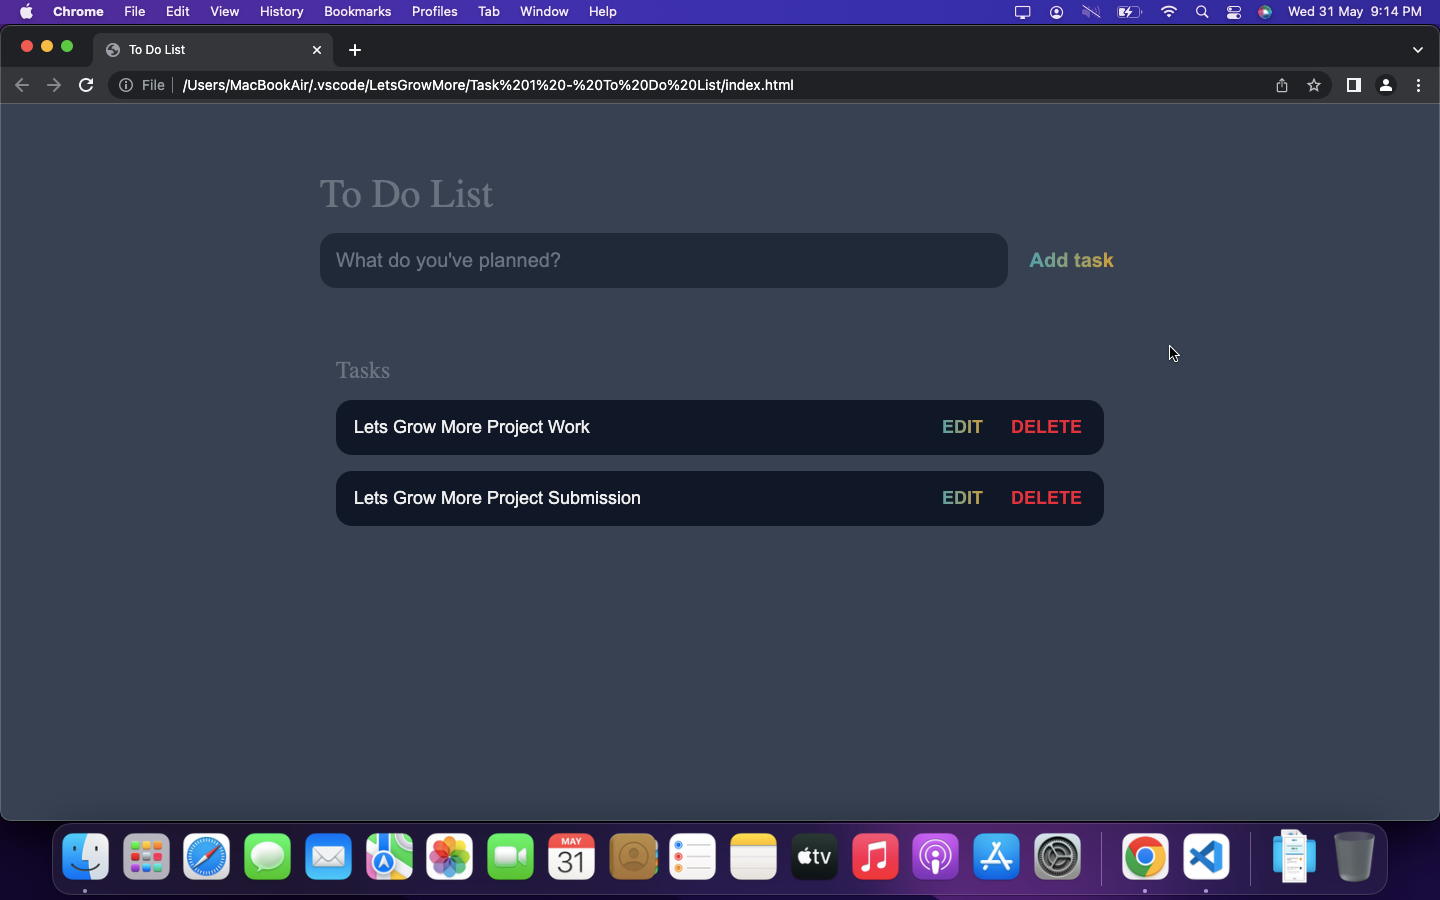 Chrome File Edit View History Bookmarks Profiles Tab Window Help Wed 31 May 9:14 PM
To Do List
File /Users/MacBookAir/.vscode/LetsGrowMore/Task%201%20-%20To%20Do%20List/index.html
To Do List
What do you've planned? Add task
Tasks
Lets Grow More Project Work EDIT DELETE
Lets Grow More Project Submission EDIT DELETE
MAY
31
tv